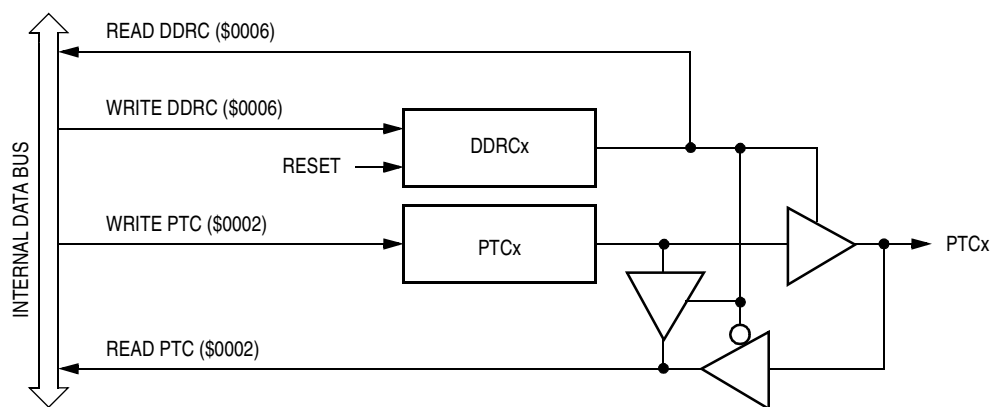 READ DDRC ($0006)
WRITE DDRC ($0006)
DDRCx
RESET
INTERNAL DATA BUS
WRITE PTC ($0002)
PTCx
PTCx
READ PTC ($0002)